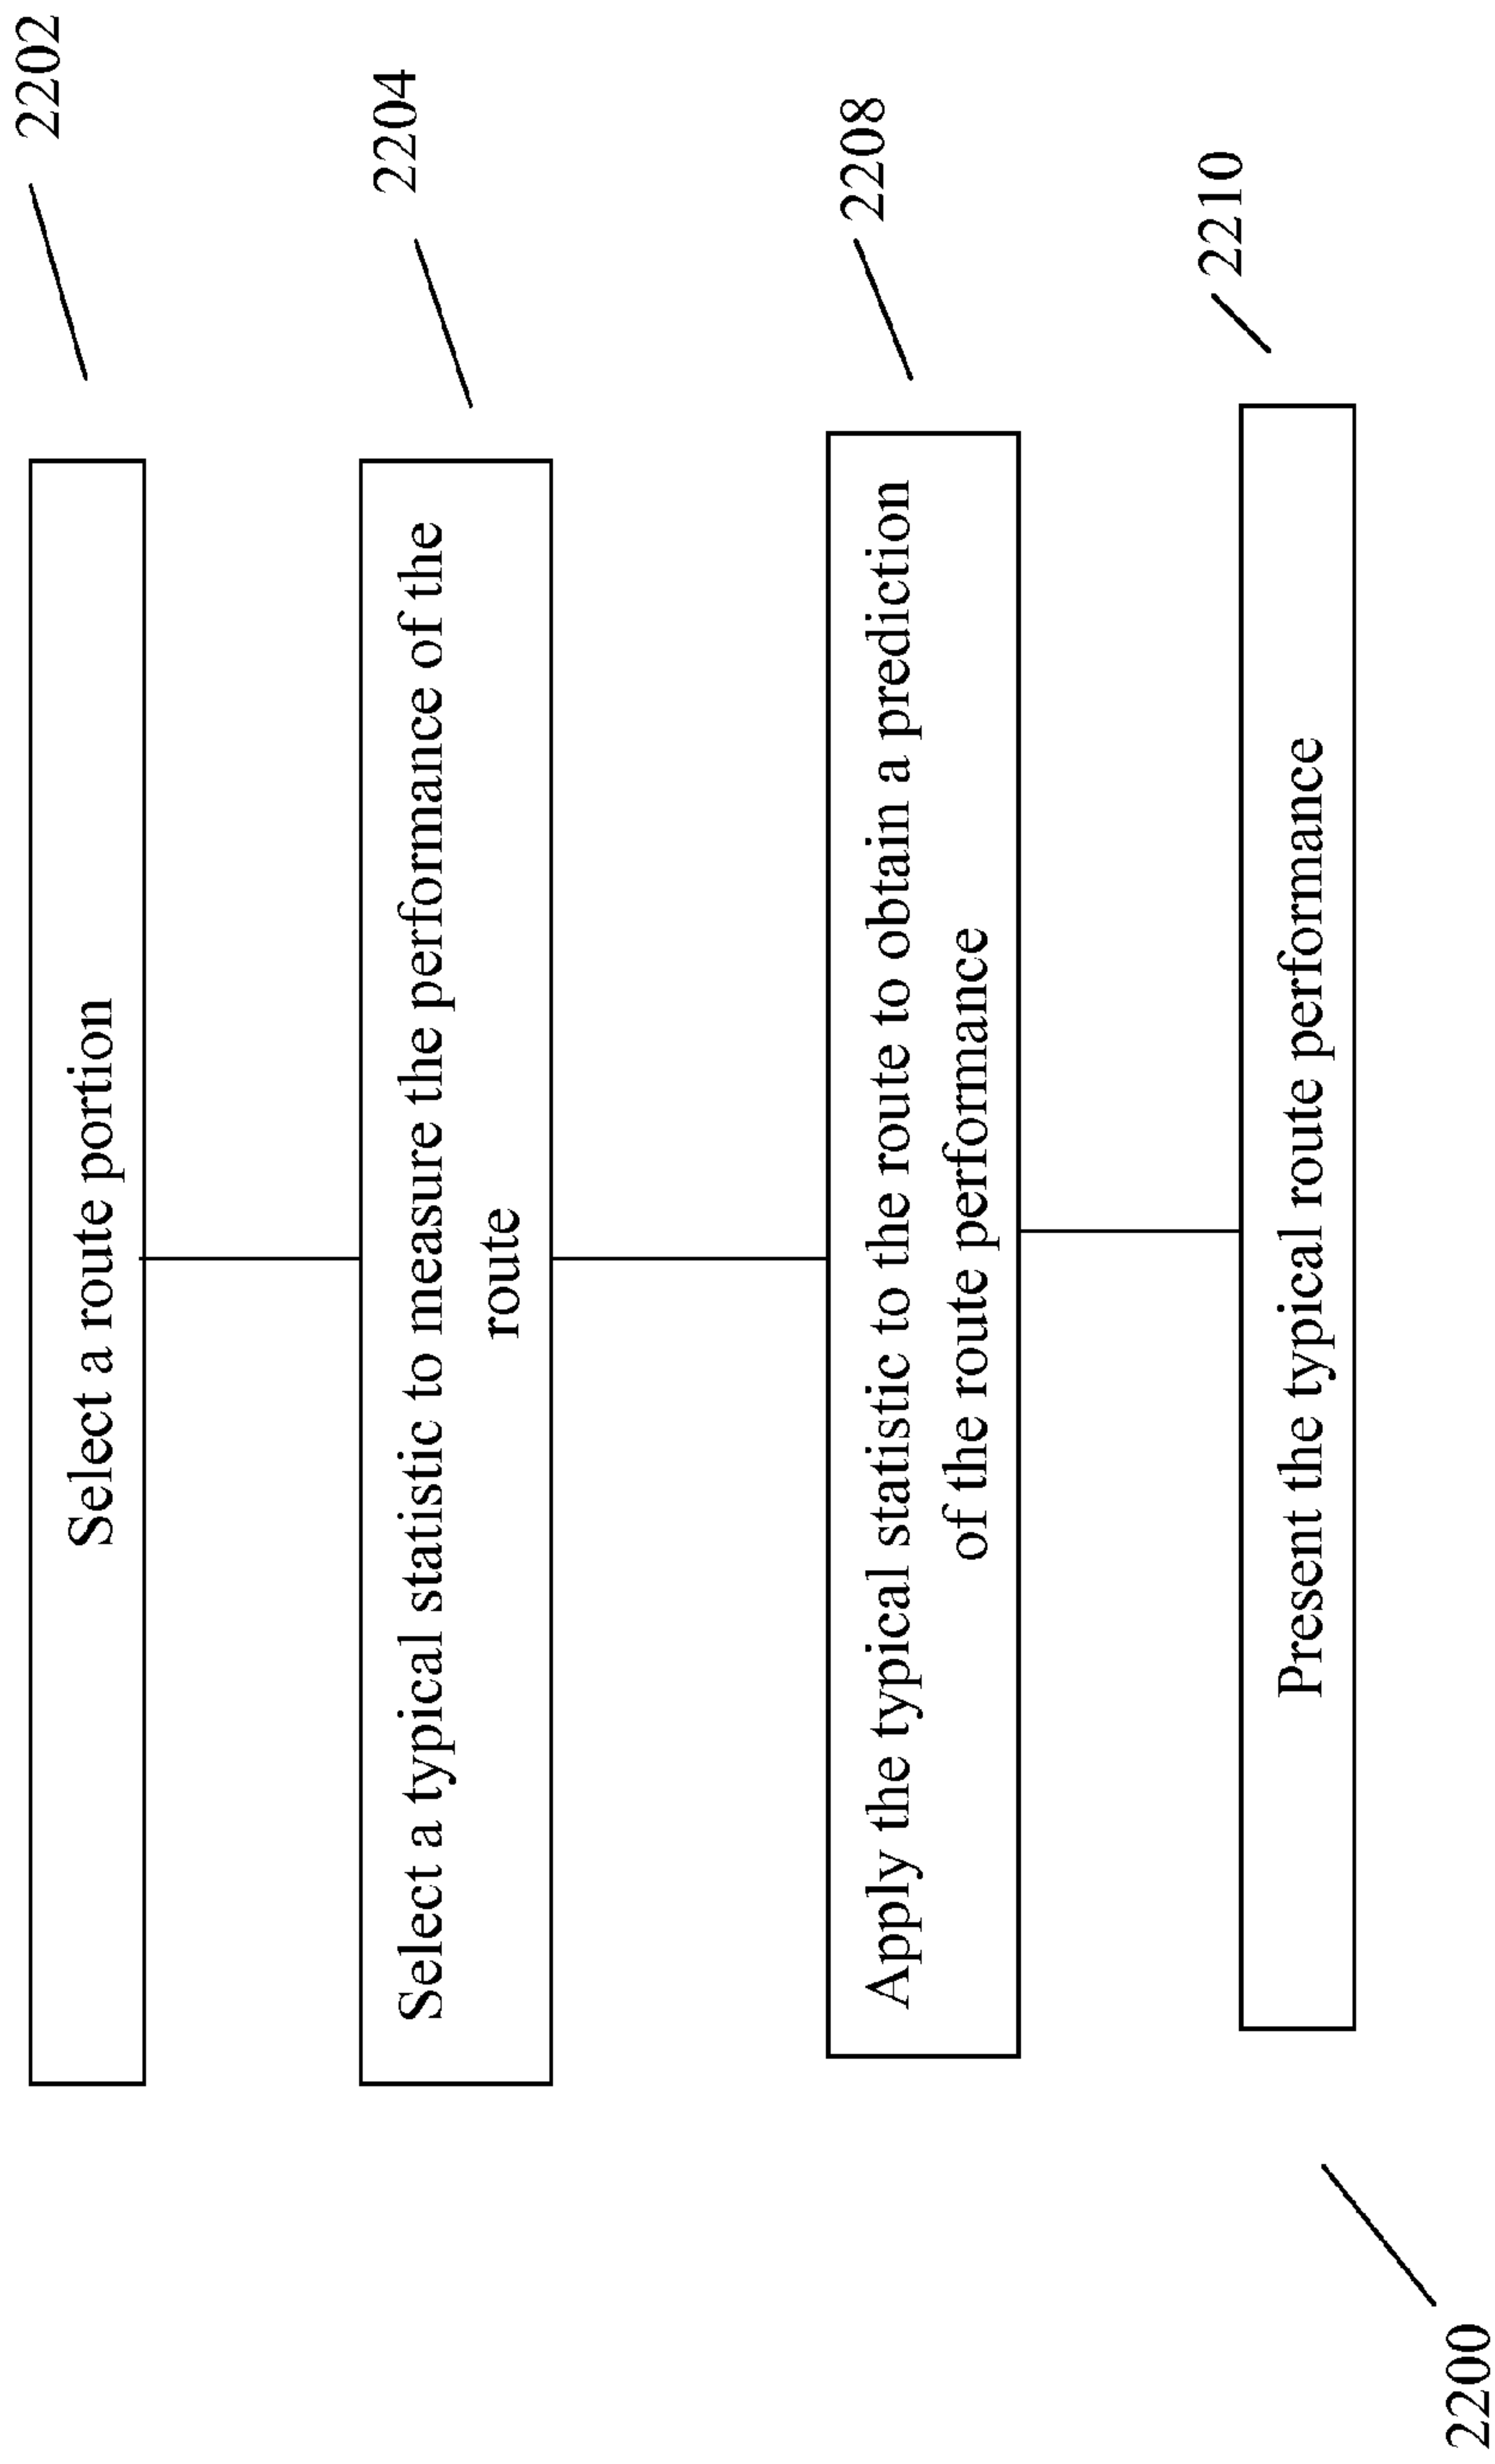 Select a route portion
2202
Select a typical statistic to measure the performance of the
route
2204
Apply the typical statistic to the route to obtain a prediction
of the route performance
2208
Present the typical route performance
2210
2200